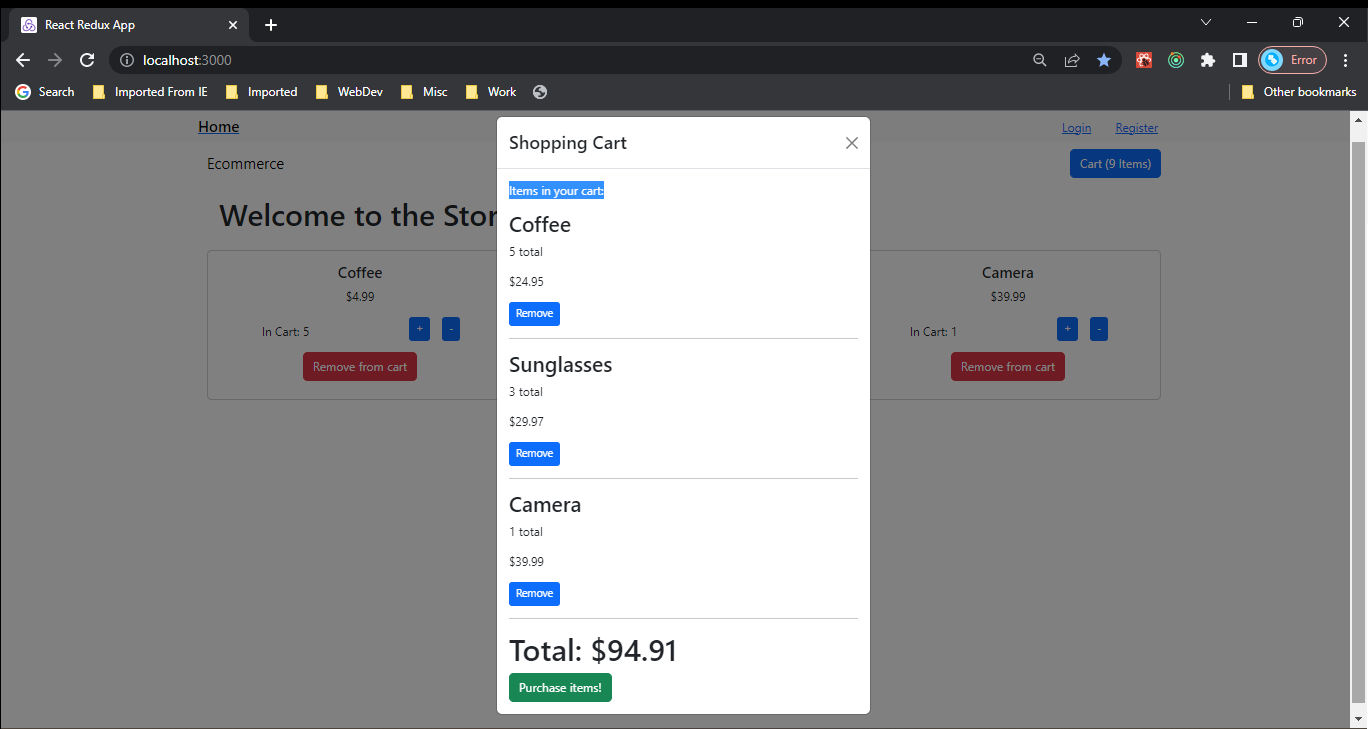 React Redux App
localhost:3000
Error
Search
Imported From IE
Imported
WebDev
Misc
Work
Other bookmarks
Home
Login
Register
Ecommerce
Cart (9 Items)
Welcome to the Stor
Coffee
$4.99
In Cart: 5
+
-
Remove from cart
Shopping Cart
Items in your cart:
Coffee
5 total
$24.95
Remove
Sunglasses
3 total
$29.97
Remove
Camera
1 total
$39.99
Remove
Total: $94.91
Purchase items!
Camera
$39.99
In Cart: 1
+
-
Remove from cart